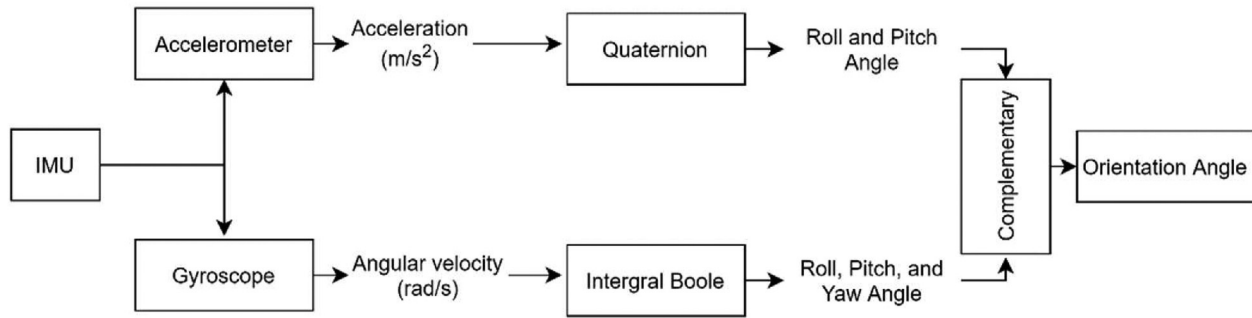 Accelerometer
Acceleration
(m/s²)
Quaternion
Roll and Pitch
Angle
IMU
Complementary
Orientation Angle
Gyroscope
Angular velocity
(rad/s)
Intergral Boole
Roll, Pitch, and
Yaw Angle